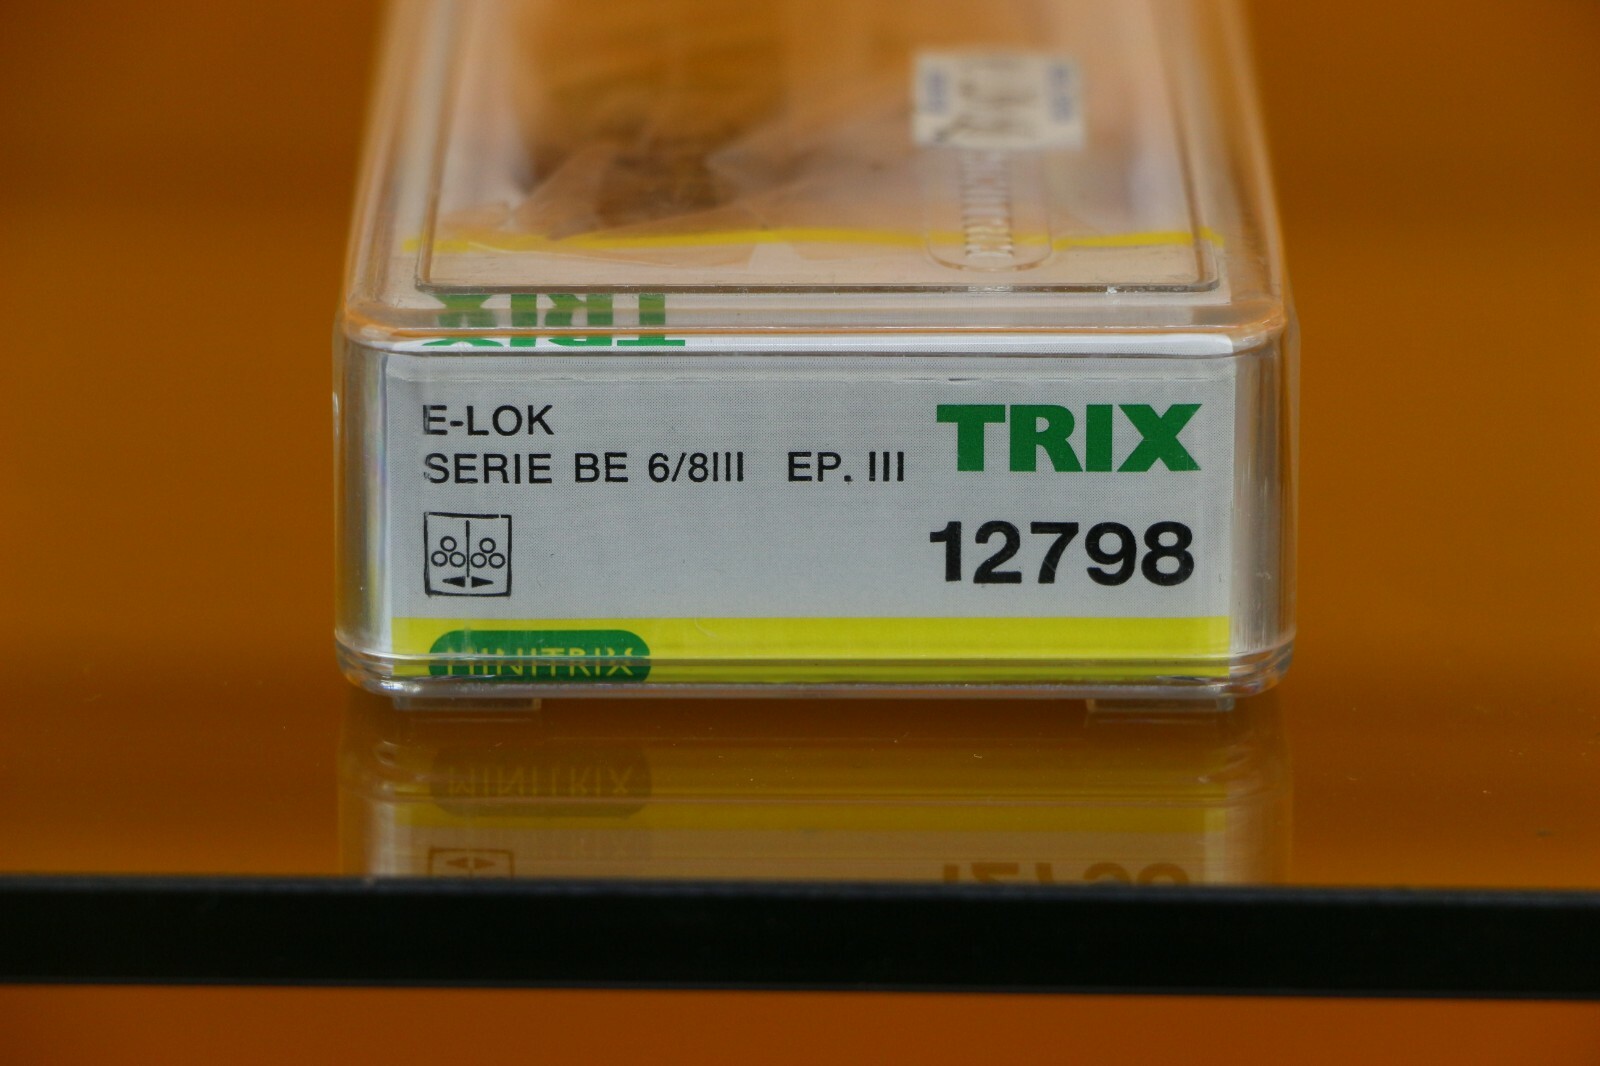 TRIX
E-LOK
TRIX
SERIE BE 6/8III EP. III
12798
MINITRIX